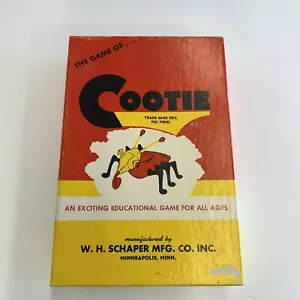 THE GAME OF...
COOTIE
TRADE MARK REG.
PAT. PEND.
AN EXCITING EDUCATIONAL GAME FOR ALL AGES
manufactured by
W. H. SCHAPER MFG. CO. INC.
MINNEAPOLIS, MINN.